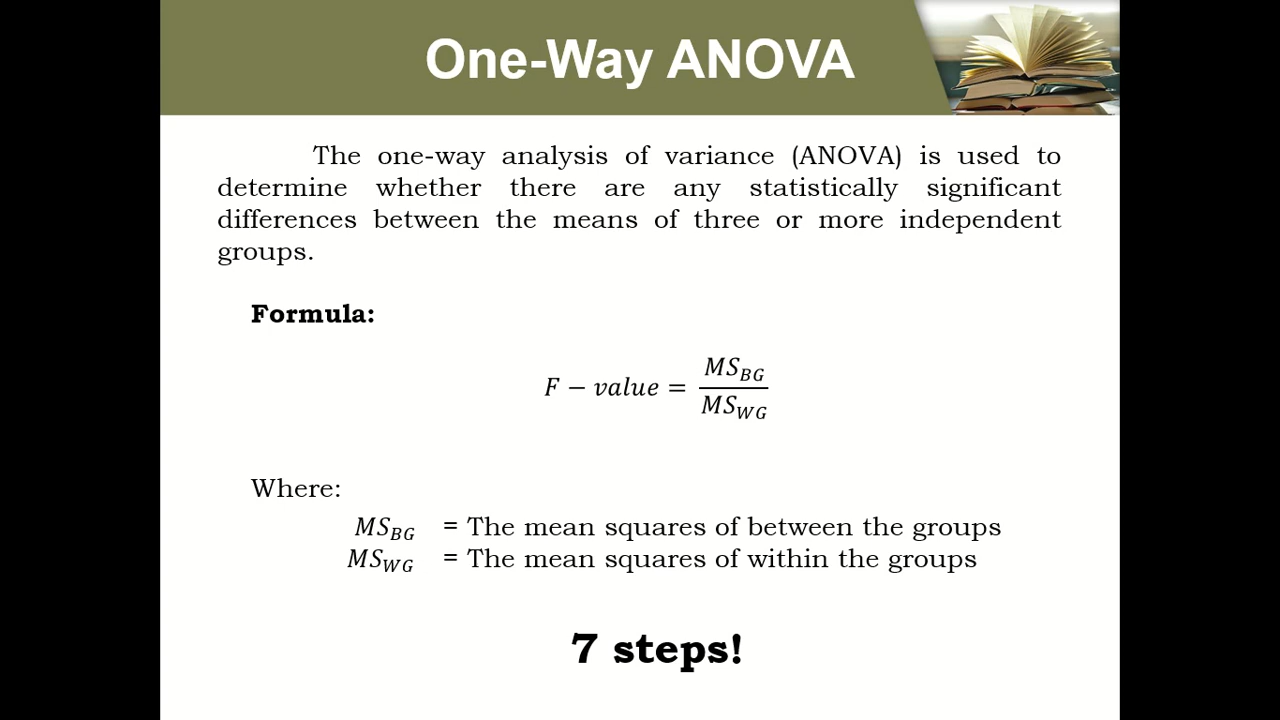 One-Way ANOVA
The one-way analysis of variance (ANOVA) is used to
determine whether there are any statistically significant
differences between the means of three or more independent
groups.
Formula:
F − value = MS_BG / MS_WG
Where:
MS_BG = The mean squares of between the groups
MS_WG = The mean squares of within the groups
7 steps!